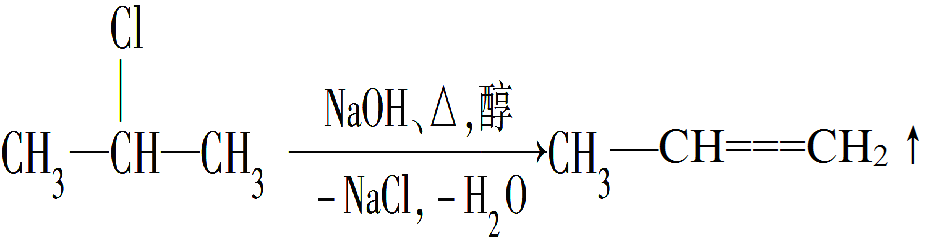 Cl
CH₃—CH—CH₃ NaOH、△,醇 CH₃—CH===CH₂↑
-NaCl, -H₂O